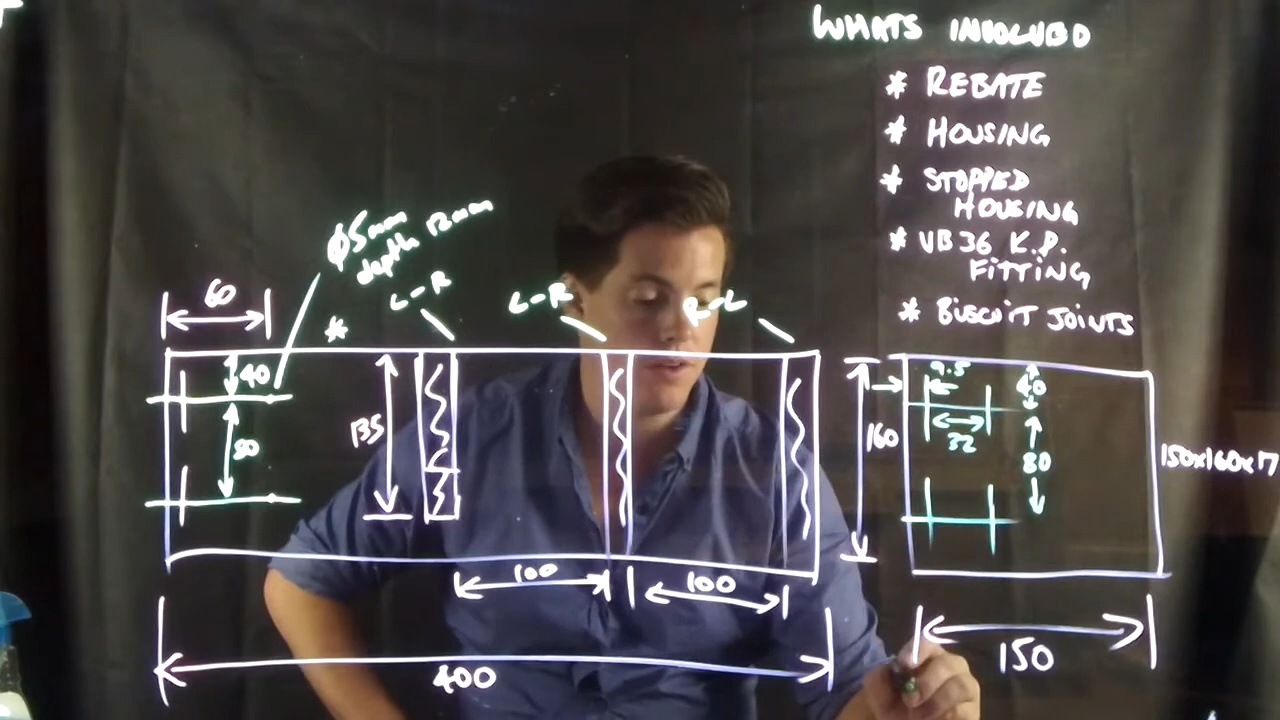 WHATS INVOLVED
* REBATE
* HOUSING
* STOPPED
HOUSING
* VB36 K.D.
FITTING
* BISCUIT JOINTS
φ5mm
depth 12mm
L-R
L-R
R-L
60
*
40
80
135
100
100
400
160
9.5
40
32
80
150x160x17
150